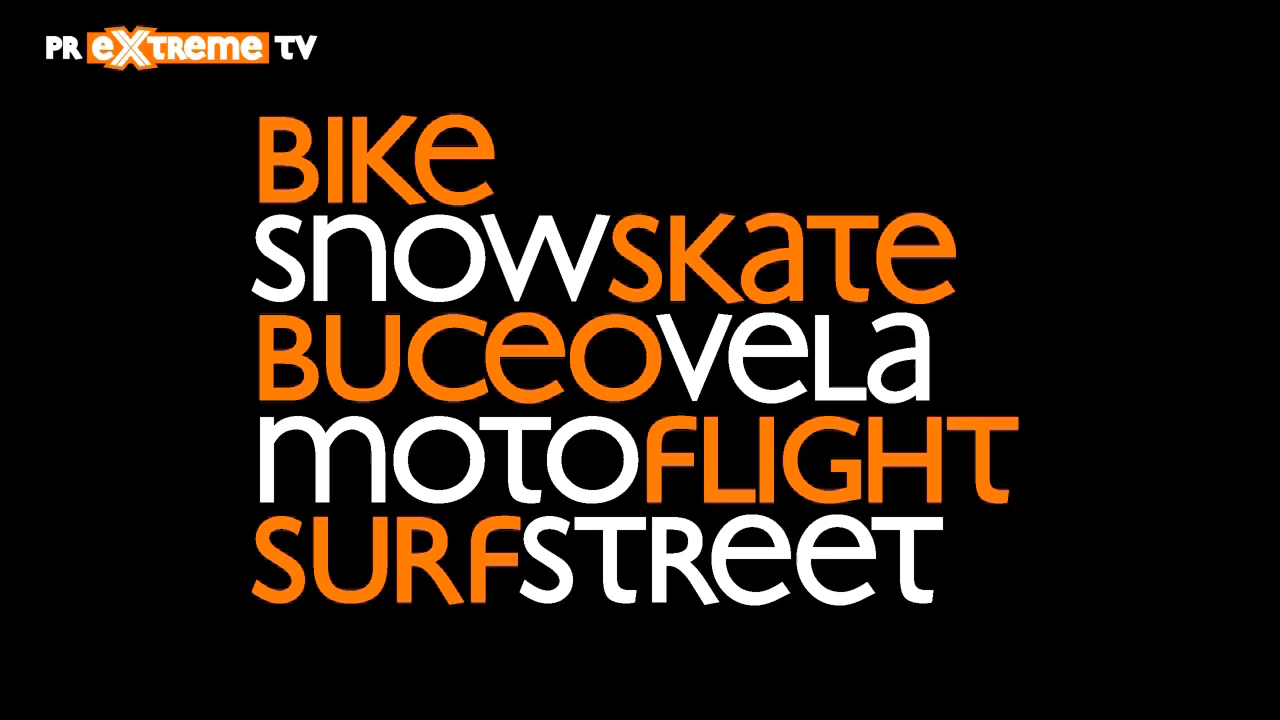 PR eXTReme TV
BIKe
snowSKaTe
BUCeoVeLa
moToFLIGHT
SURFSTReeT